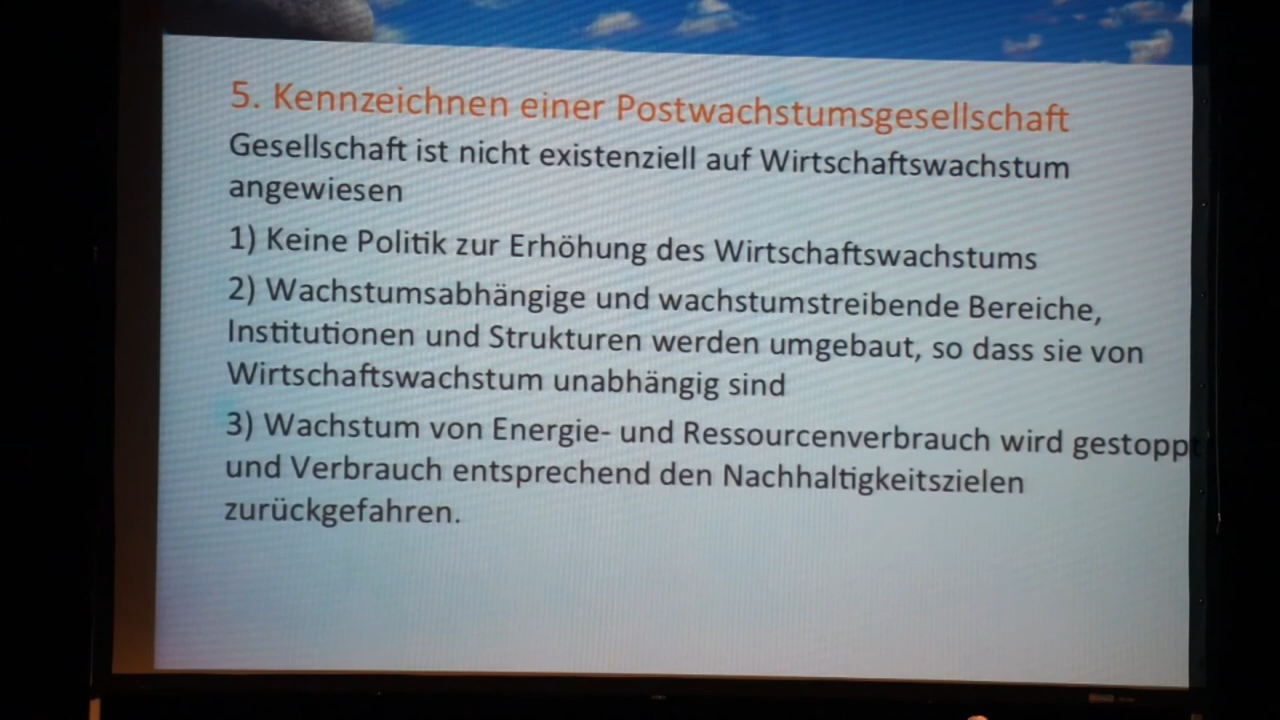 5. Kennzeichnen einer Postwachstumsgesellschaft
Gesellschaft ist nicht existenziell auf Wirtschaftswachstum
angewiesen
1) Keine Politik zur Erhöhung des Wirtschaftswachstums
2) Wachstumsabhängige und wachstumstreibende Bereiche,
Institutionen und Strukturen werden umgebaut, so dass sie von
Wirtschaftswachstum unabhängig sind
3) Wachstum von Energie- und Ressourcenverbrauch wird gestoppt
und Verbrauch entsprechend den Nachhaltigkeitszielen
zurückgefahren.